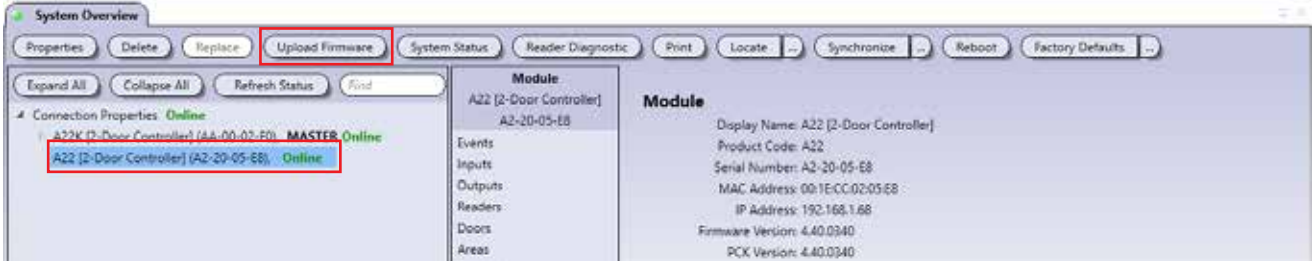 System Overview
Properties Delete Replace Upload Firmware System Status Reader Diagnostic Print Locate ... Synchronize ... Reboot Factory Defaults ...
Expand All Collapse All Refresh Status Find
Connection Properties Online
A22K [2-Door Controller] (AA-00-02-F0), MASTER Online
A22 [2-Door Controller] (A2-20-05-E8), Online
Module
A22 [2-Door Controller]
A2-20-05-E8
Events
Inputs
Outputs
Readers
Doors
Areas
Module
Display Name: A22 [2-Door Controller]
Product Code: A22
Serial Number: A2-20-05-E8
MAC Address: 00:1E:CC:02:05:E8
IP Address: 192.168.1.68
Firmware Version: 4.40.0340
PCK Version: 4.40.0340